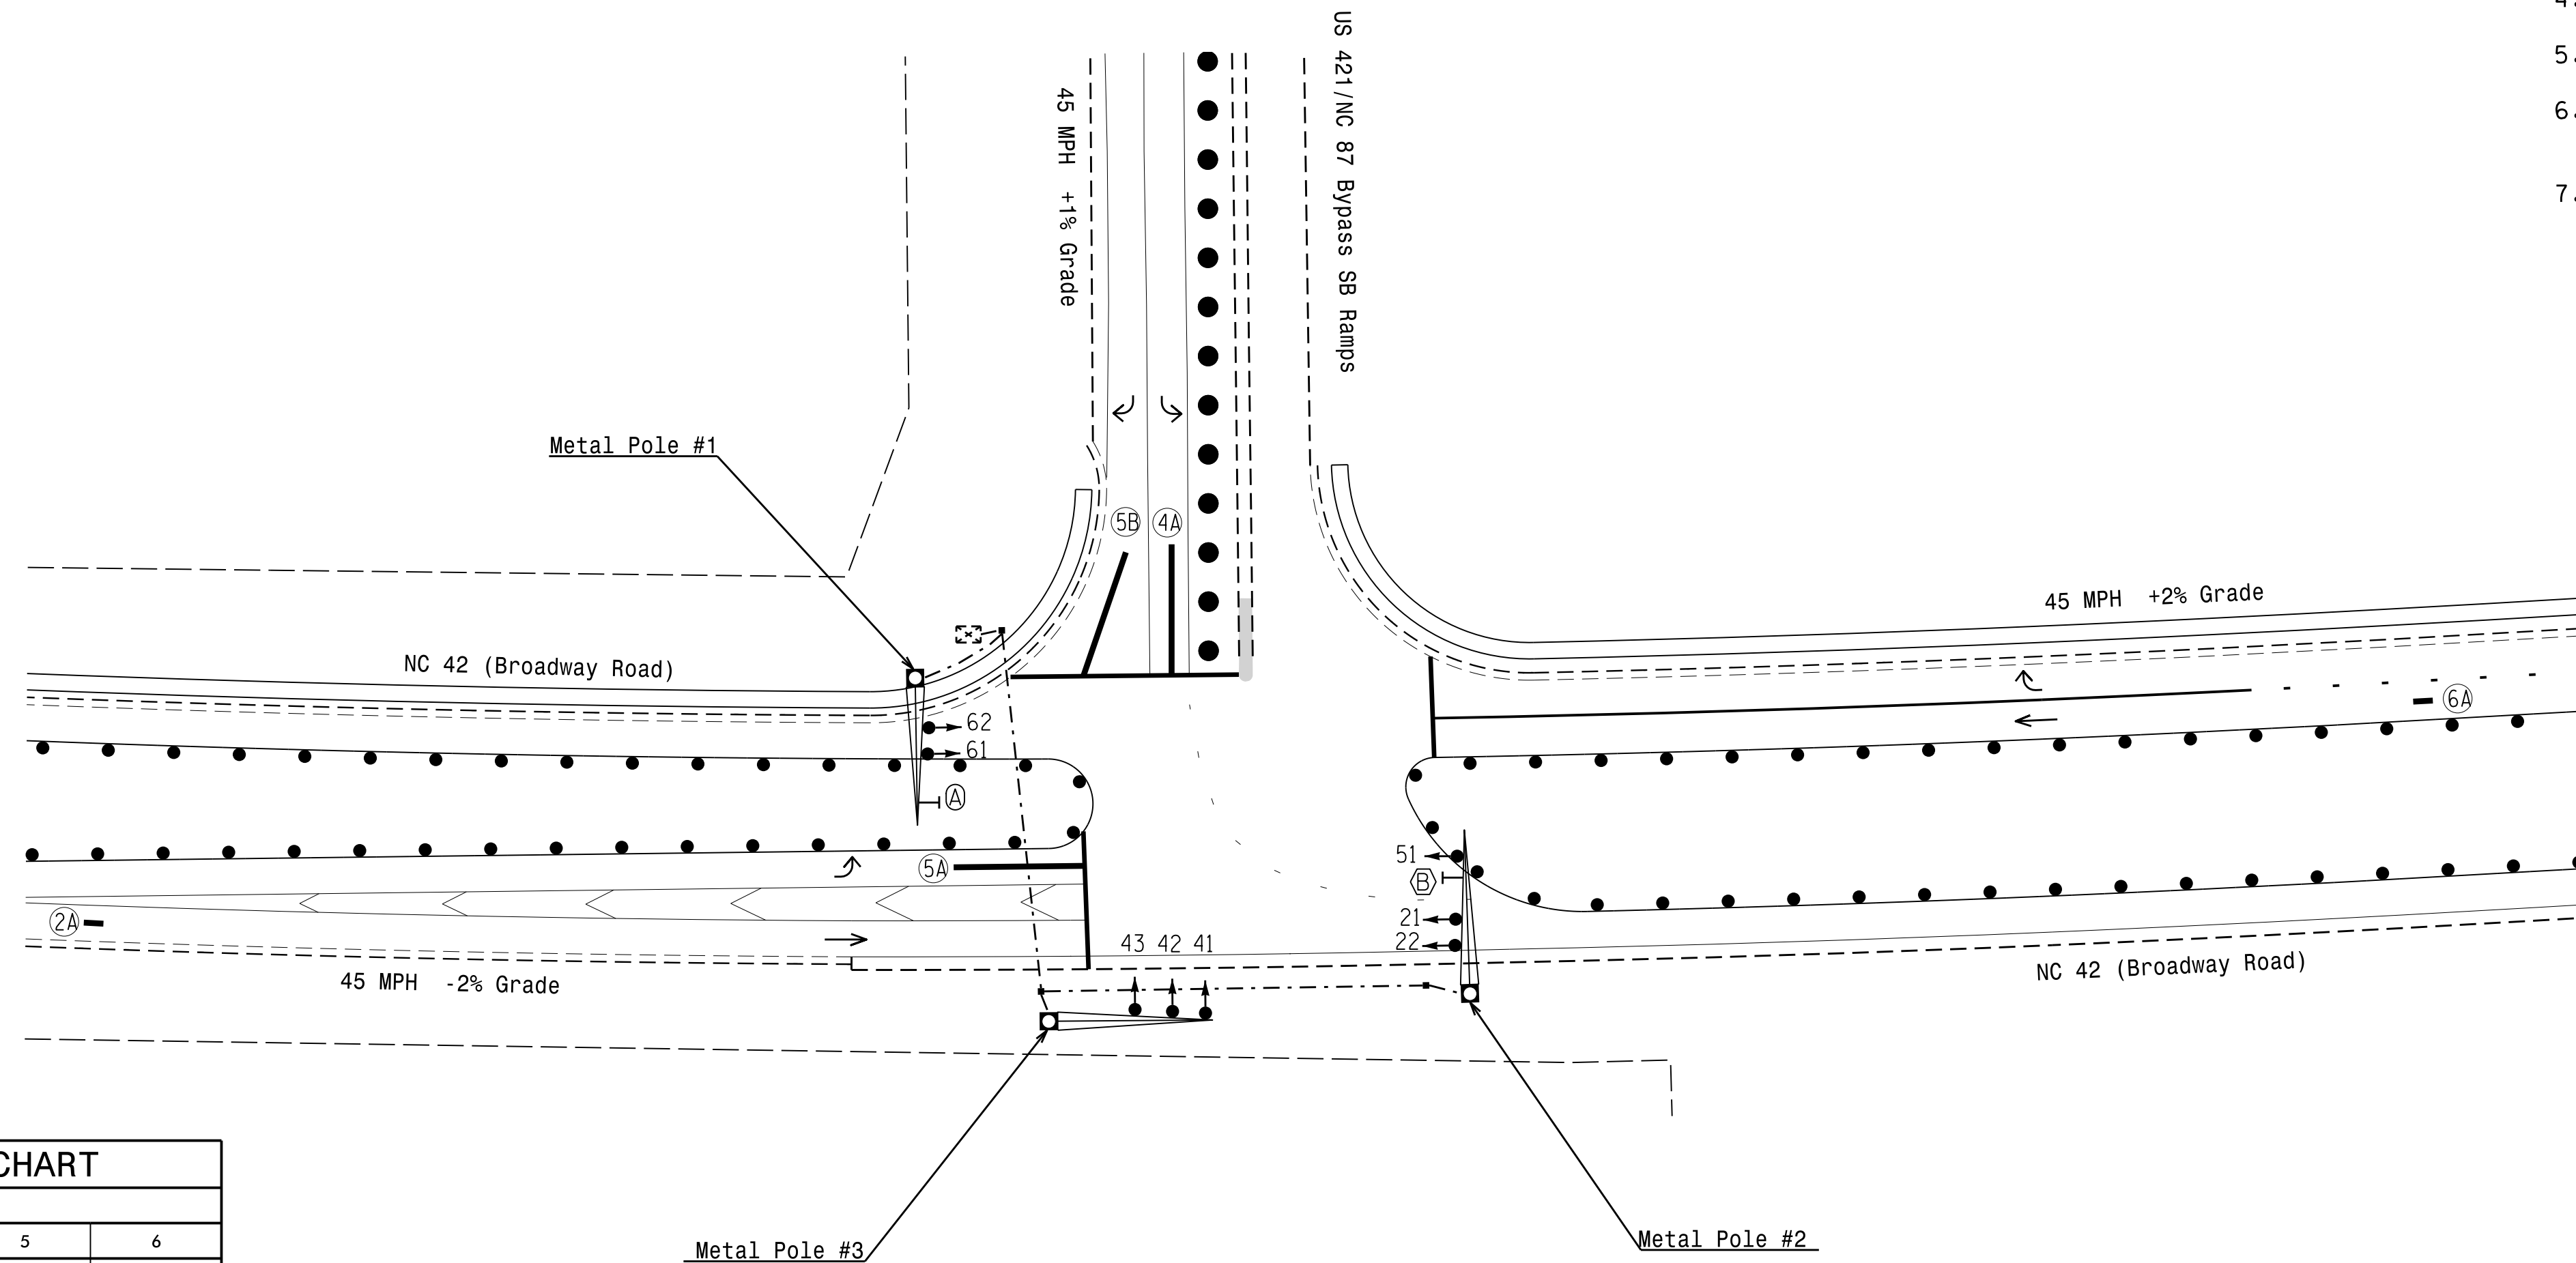 4.
5.
6.
7.
US 421/NC 87 Bypass SB Ramps
45 MPH +1% Grade
Metal Pole #1
5B
4A
45 MPH +2% Grade
NC 42 (Broadway Road)
62
61
A
6A
5A
2A
51
B
21
22
43 42 41
45 MPH -2% Grade
NC 42 (Broadway Road)
CHART
5 6
Metal Pole #3
Metal Pole #2